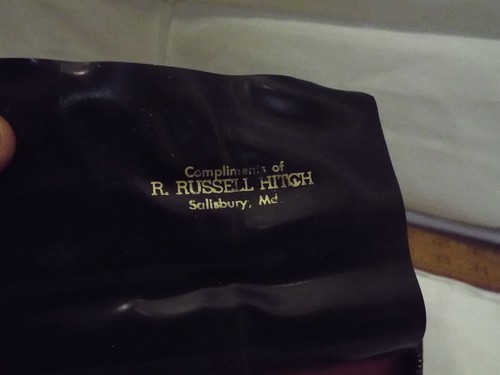 Compliments of
R. RUSSELL HITCH
Salisbury, Md